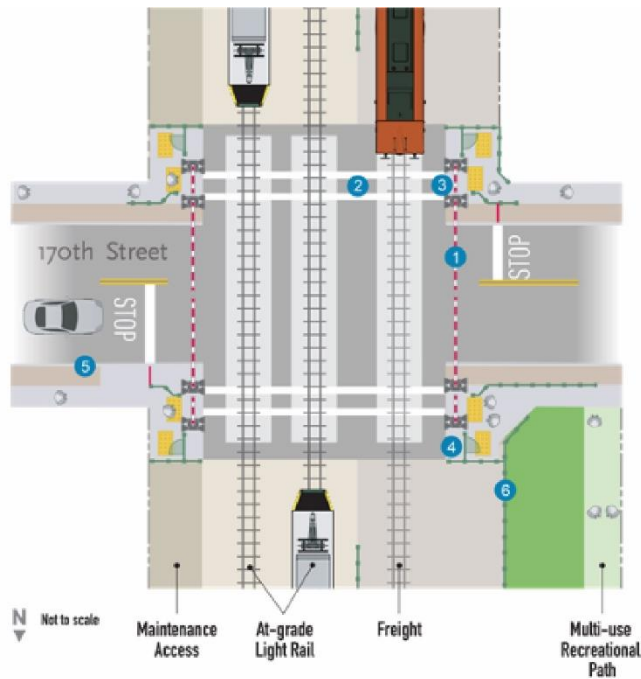 2
3
1
170th Street
STOP
STOP
5
4
6
N
Not to scale
Maintenance
Access
At-grade
Light Rail
Freight
Multi-use
Recreational
Path